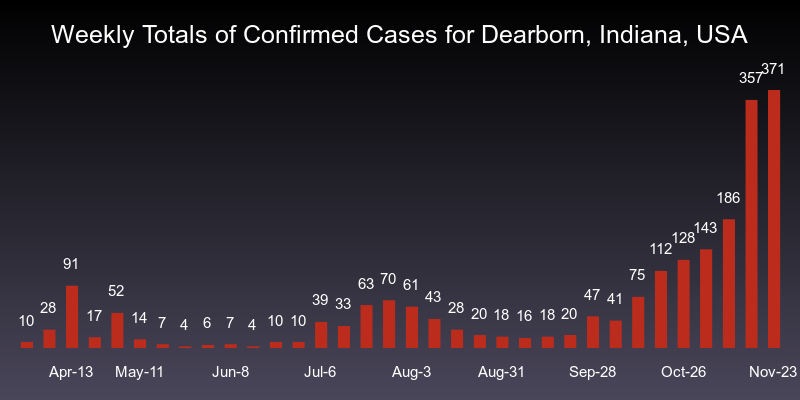 Weekly Totals of Confirmed Cases for Dearborn, Indiana, USA
10 28 91 17 52 14 7 4 6 7 4 10 10 39 33 63 70 61 43 28 20 18 16 18 20 47 41 75 112 128 143 186 357 371
Apr-13 May-11 Jun-8 Jul-6 Aug-3 Aug-31 Sep-28 Oct-26 Nov-23